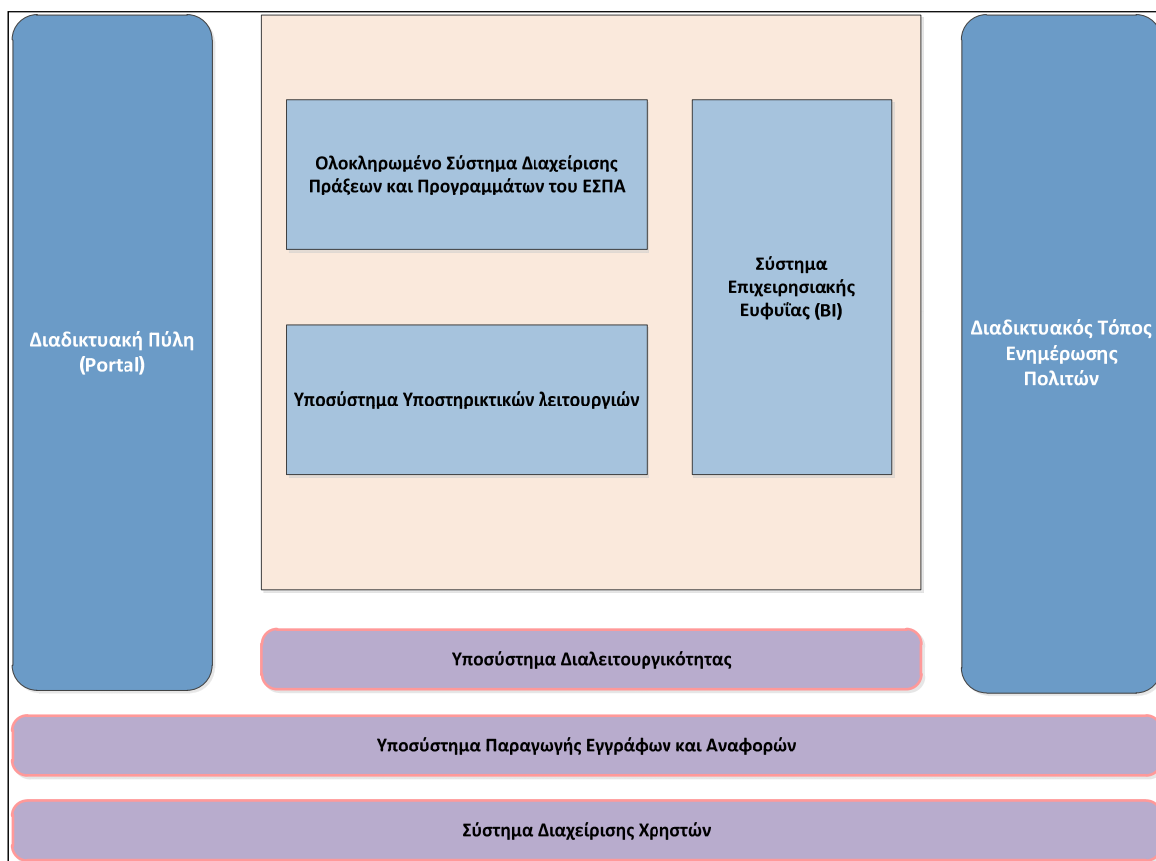 Ολοκληρωμένο Σύστημα Διαχείρισης
Πράξεων και Προγραμμάτων του ΕΣΠΑ
Σύστημα
Επιχειρησιακής
Ευφυΐας (BI)
Διαδικτυακή Πύλη
(Portal)
Διαδικτυακός Τόπος
Ενημέρωσης
Πολιτών
Υποσύστημα Υποστηρικτικών λειτουργιών
Υποσύστημα Διαλειτουργικότητας
Υποσύστημα Παραγωγής Εγγράφων και Αναφορών
Σύστημα Διαχείρισης Χρηστών